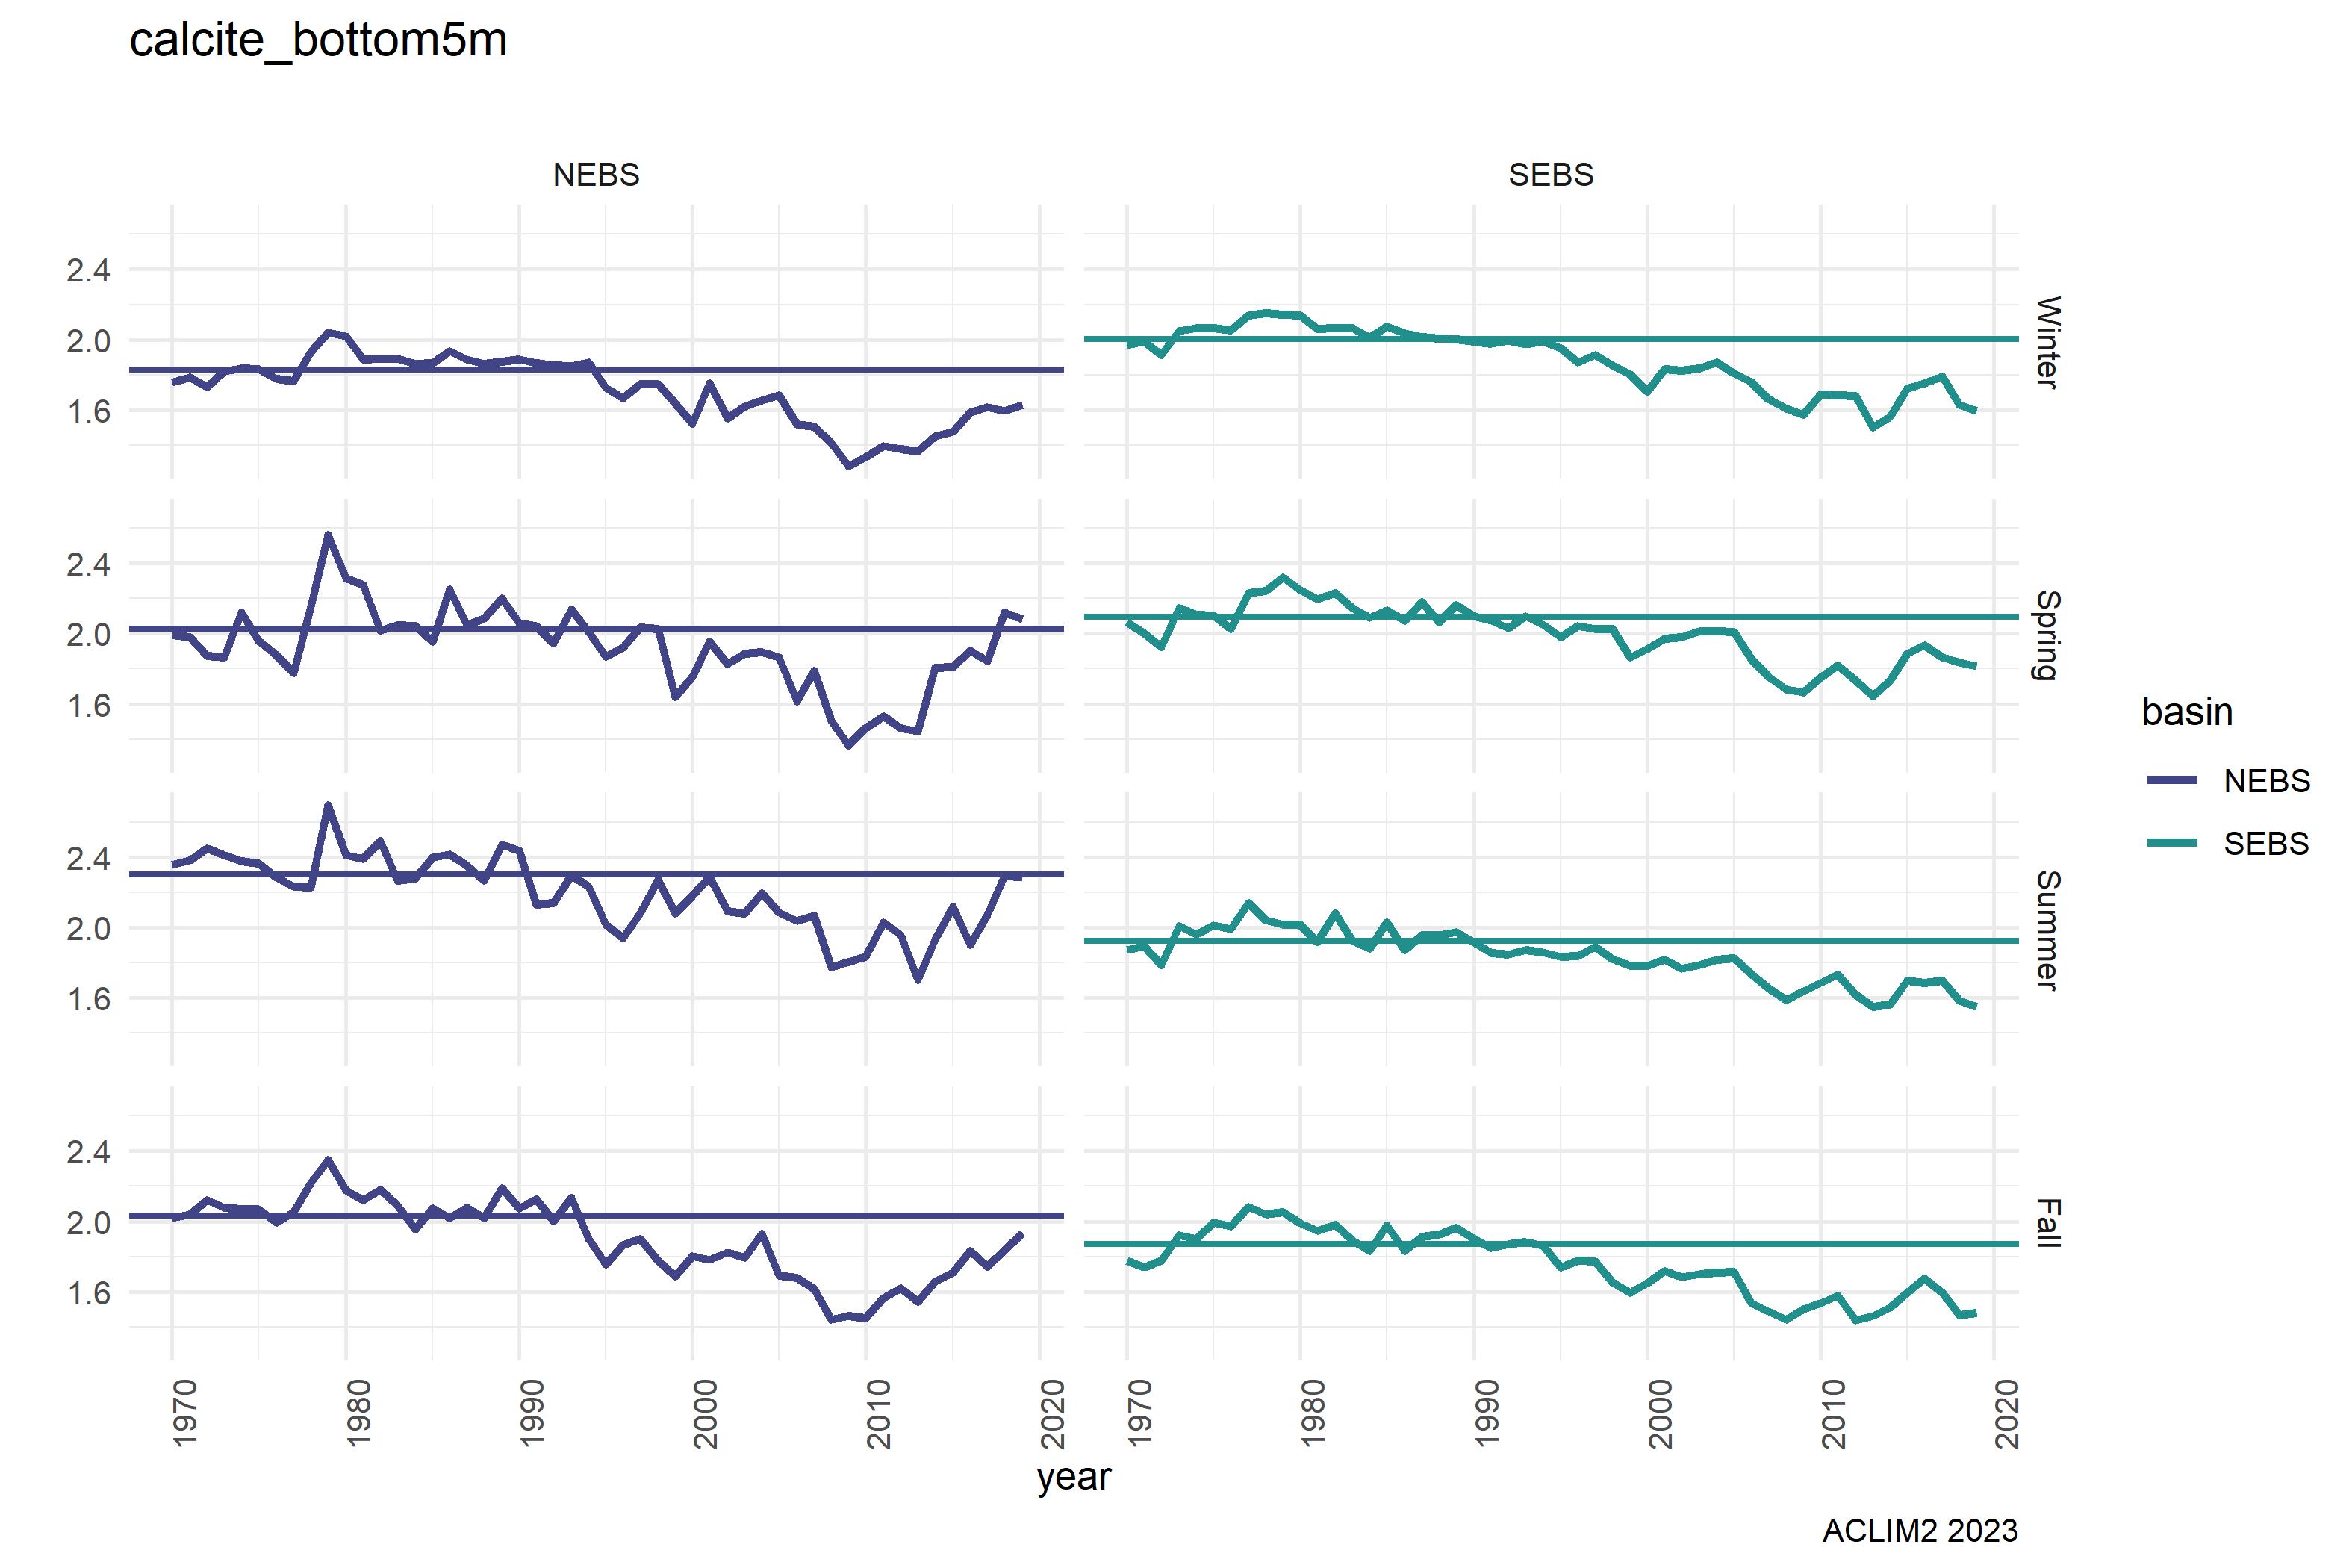 calcite_bottom5m
NEBS
SEBS
2.4
2.0
1.6
Winter
2.4
2.0
1.6
Spring
2.4
2.0
1.6
Summer
2.4
2.0
1.6
Fall
1970 1980 1990 2000 2010 2020 1970 1980 1990 2000 2010 2020
year
basin
NEBS
SEBS
ACLIM2 2023